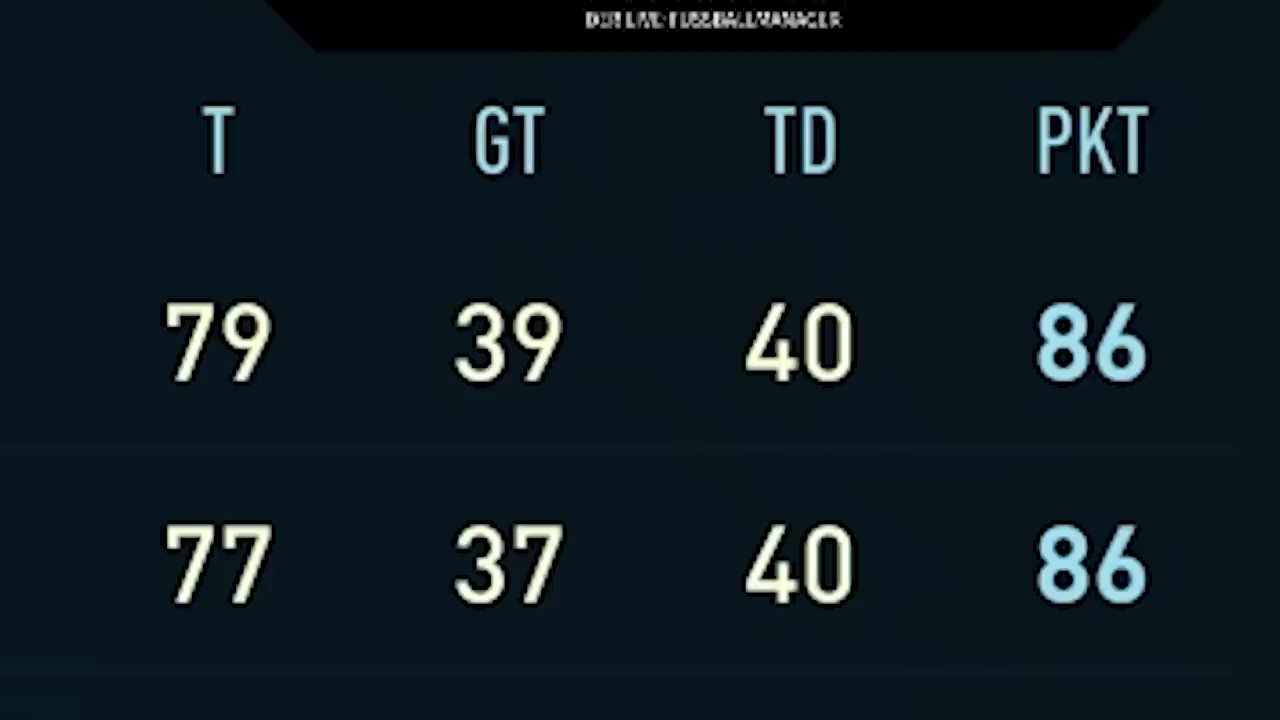 DER LIVE-FUSSBALLMANAGER
T GT TD PKT
79 39 40 86
77 37 40 86